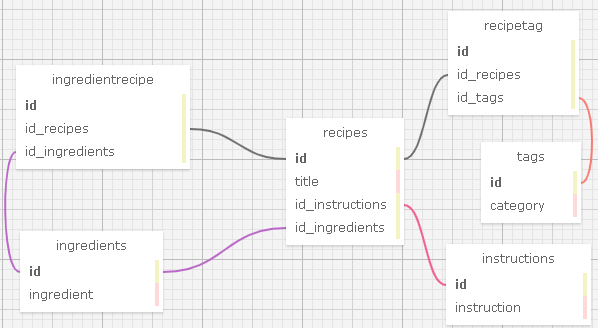 ingredientrecipe
id
id_recipes
id_ingredients
ingredients
id
ingredient
recipes
id
title
id_instructions
id_ingredients
recipetag
id
id_recipes
id_tags
tags
id
category
instructions
id
instruction